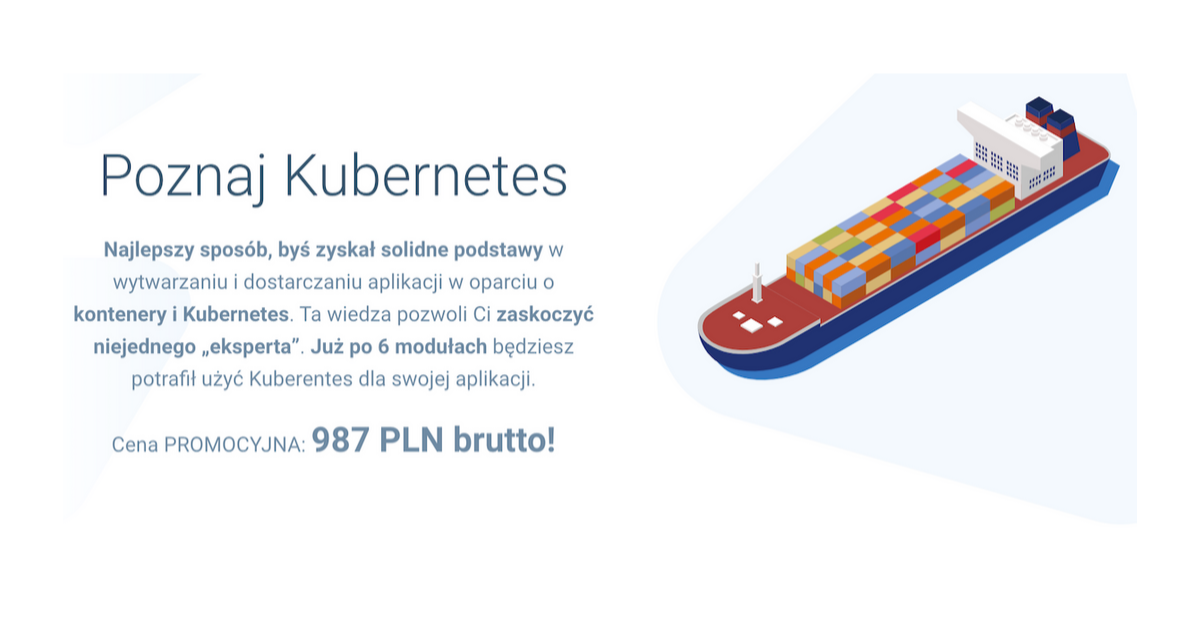 Poznaj Kubernetes
Najlepszy sposób, byś zyskał solidne podstawy w
wytwarzaniu i dostarczaniu aplikacji w oparciu o
kontenery i Kubernetes. Ta wiedza pozwoli Ci zaskoczyć
niejednego „eksperta”. Już po 6 modułach będziesz
potrafił użyć Kuberentes dla swojej aplikacji.
Cena PROMOCYJNA: 987 PLN brutto!